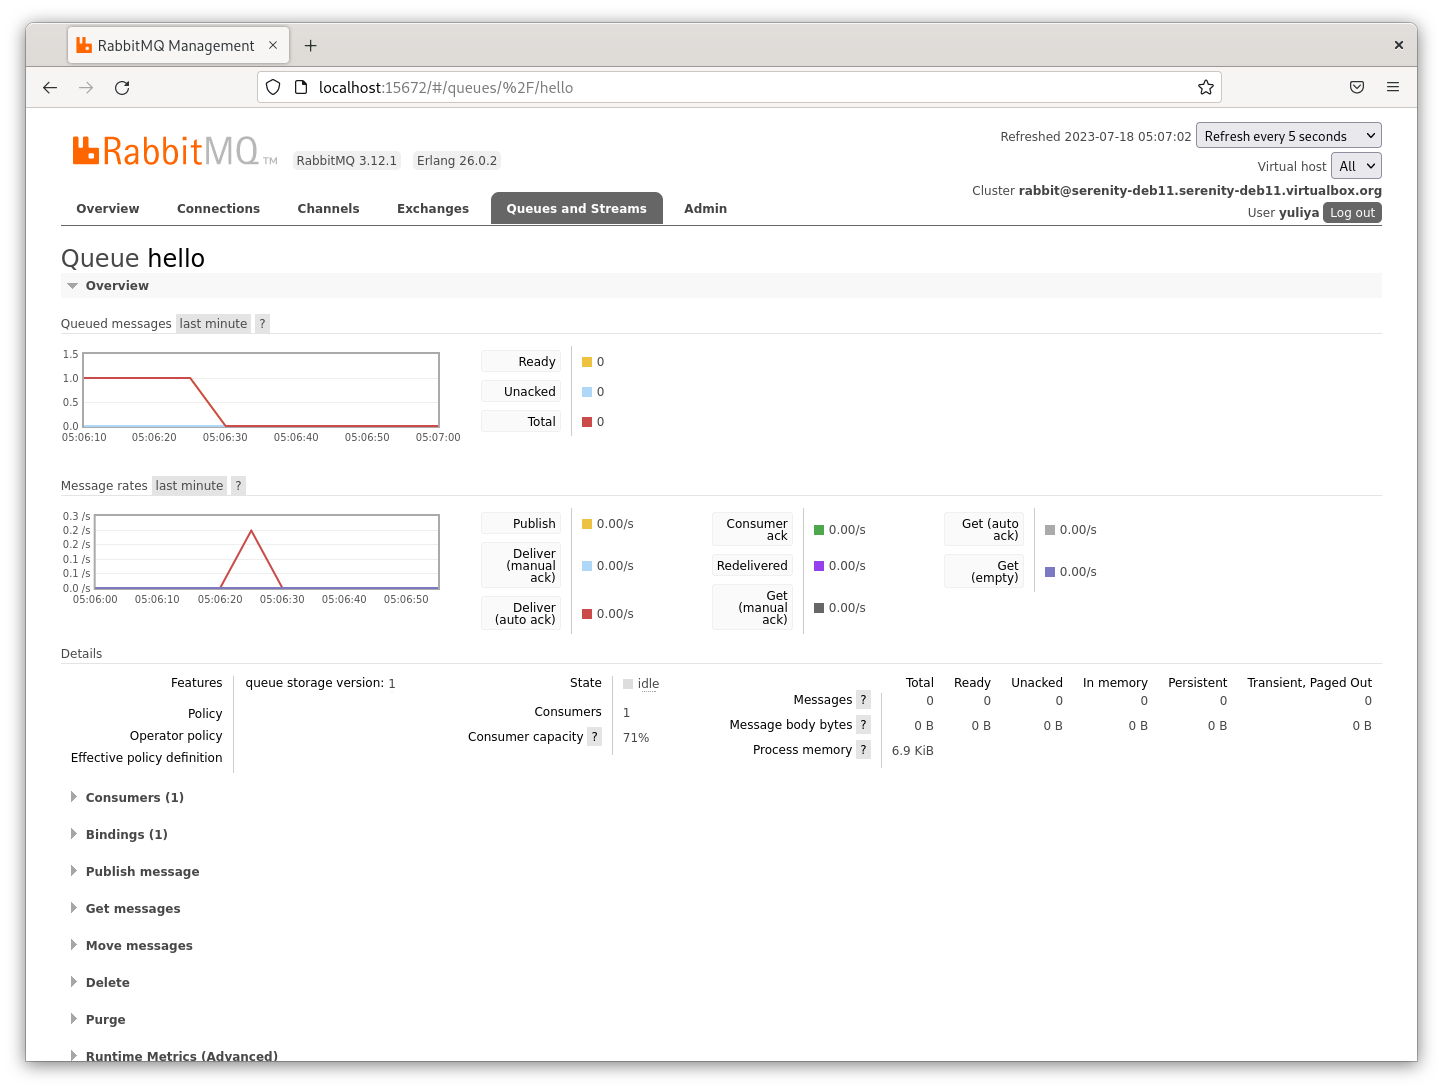 RabbitMQ Management
localhost:15672/#/queues/%2F/hello
RabbitMQ TM
RabbitMQ 3.12.1 Erlang 26.0.2
Refreshed 2023-07-18 05:07:02 Refresh every 5 seconds
Virtual host All
Cluster rabbit@serenity-deb11.serenity-deb11.virtualbox.org
User yuliya Log out
Overview Connections Channels Exchanges Queues and Streams Admin
Queue hello
Overview
Queued messages last minute ?
1.5
1.0
0.5
0.0
05:06:10 05:06:20 05:06:30 05:06:40 05:06:50 05:07:00
Ready 0
Unacked 0
Total 0
Message rates last minute ?
0.3 /s
0.2 /s
0.2 /s
0.1 /s
0.1 /s
0.0 /s
05:06:00 05:06:10 05:06:20 05:06:30 05:06:40 05:06:50
Publish 0.00/s
Deliver
(manual 0.00/s
ack)
Deliver
(auto ack) 0.00/s
Consumer
ack 0.00/s
Redelivered 0.00/s
Get
(manual 0.00/s
ack)
Get (auto
ack) 0.00/s
Get
(empty) 0.00/s
Details
Features queue storage version: 1
Policy
Operator policy
Effective policy definition
State idle
Consumers 1
Consumer capacity ? 71%
Total Ready Unacked In memory Persistent Transient, Paged Out
Messages ? 0 0 0 0 0 0
Message body bytes ? 0 B 0 B 0 B 0 B 0 B 0 B
Process memory ? 6.9 KiB
Consumers (1)
Bindings (1)
Publish message
Get messages
Move messages
Delete
Purge
Runtime Metrics (Advanced)